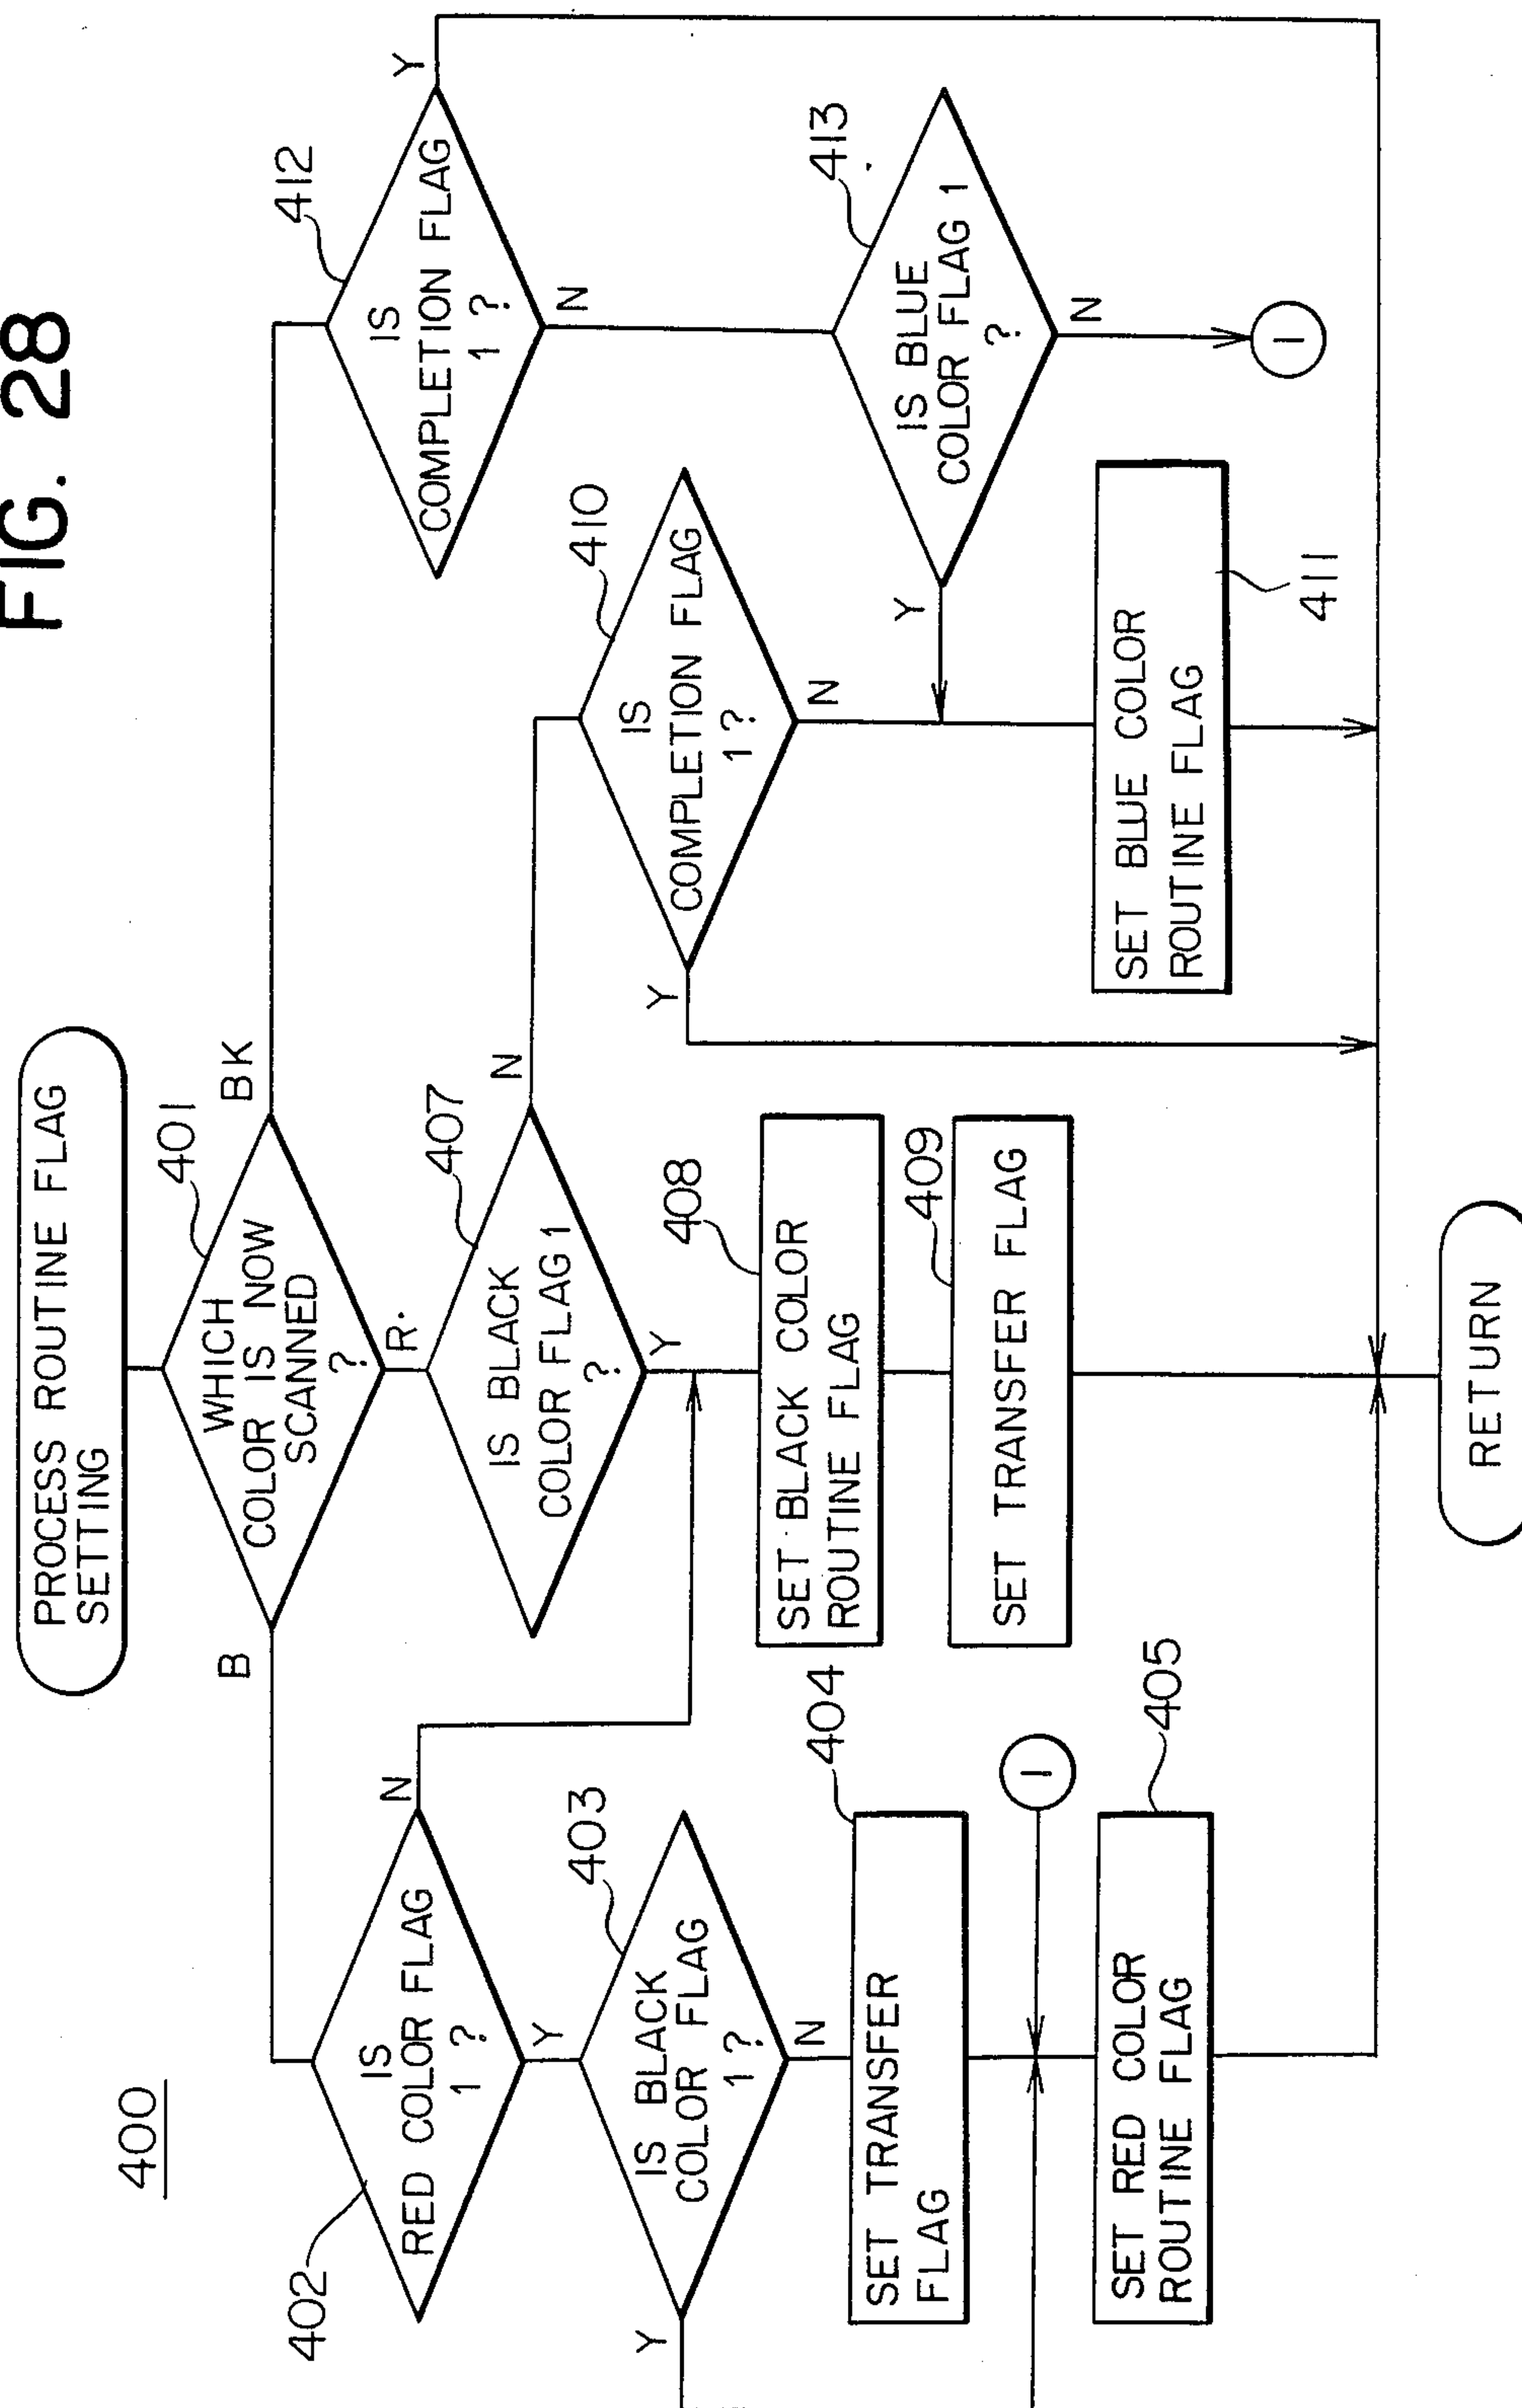 FIG. 28
400
PROCESS ROUTINE FLAG
SETTING
401
WHICH
COLOR IS NOW
SCANNED
?
B
R.
BK
402
IS
RED COLOR FLAG
1 ?
N
Y
403
IS BLACK
COLOR FLAG
1 ?
Y
N
404
SET TRANSFER
FLAG
1
405
SET RED COLOR
ROUTINE FLAG
407
IS BLACK
COLOR FLAG 1
?
N
Y
408
SET BLACK COLOR
ROUTINE FLAG
409
SET TRANSFER FLAG
410
IS
COMPLETION FLAG
1 ?
Y
N
411
SET BLUE COLOR
ROUTINE FLAG
412
IS
COMPLETION FLAG
1 ?
Y
N
413
IS BLUE
COLOR FLAG 1
?
Y
N
1
RETURN